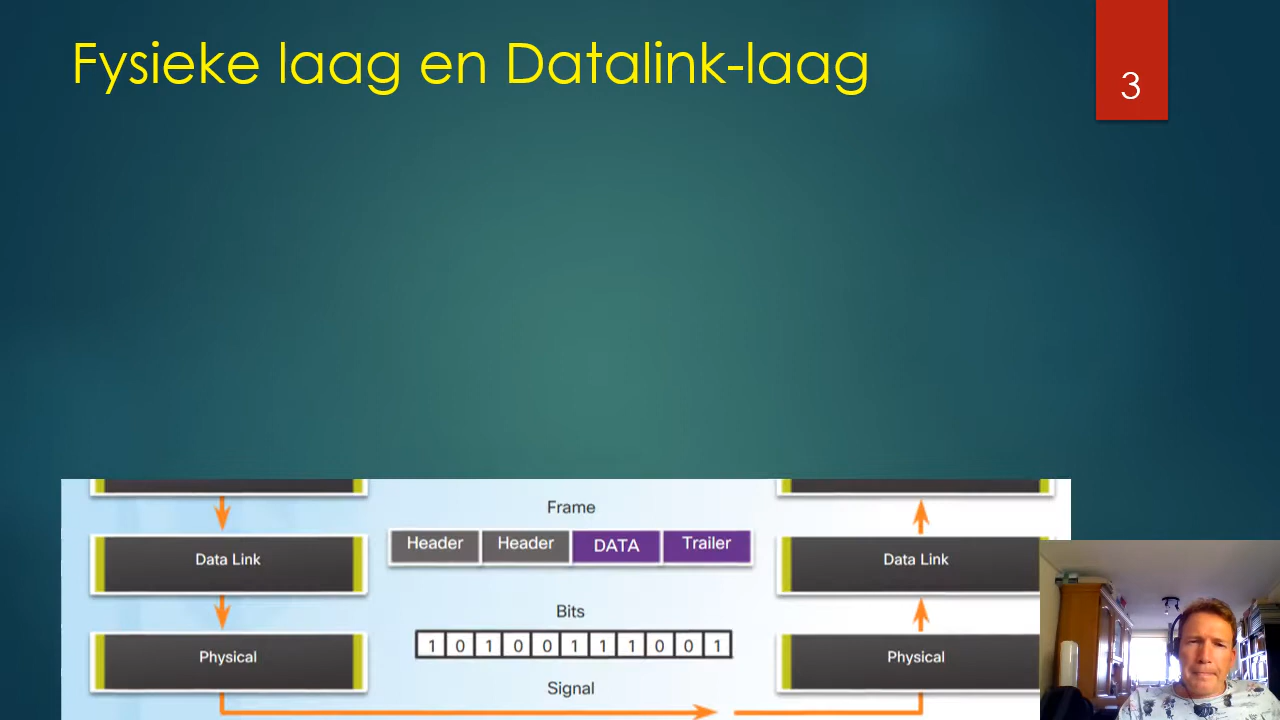 Fysieke laag en Datalink-laag
3
Frame
Header Header DATA Trailer
Data Link
Data Link
Bits
1 0 1 0 0 1 1 1 0 0 1
Physical
Physical
Signal